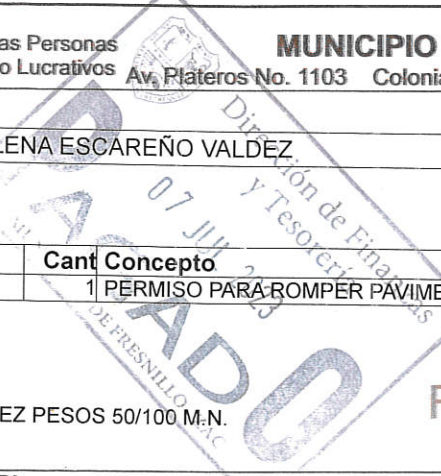 as Personas
o Lucrativos
MUNICIPIO
Av. Plateros No. 1103 Colonia
LENA ESCAREÑO VALDEZ
Dirección de Finanzas
y Tesorería
PAGADO
07 JUL 2023
DE FRESNILLO, ZAC
Cant Concepto
1 PERMISO PARA ROMPER PAVIME
EZ PESOS 50/100 M.N.